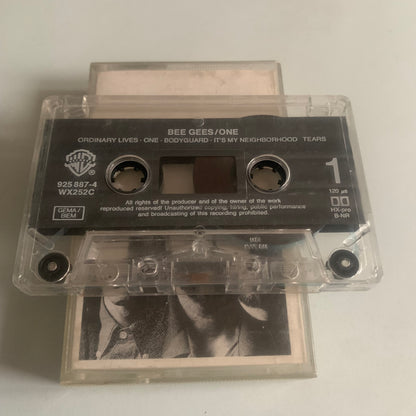 BEE GEES/ONE
ORDINARY LIVES · ONE · BODYGUARD · IT'S MY NEIGHBORHOOD TEARS
925 887-4
WX252C
1
120 µs
All rights of the producer and of the owner of the work
reproduced reserved! Unauthorized copying, hiring, public performance
and broadcasting of this recording prohibited.
HX-pro
B-NR
GEMA/
BIEM